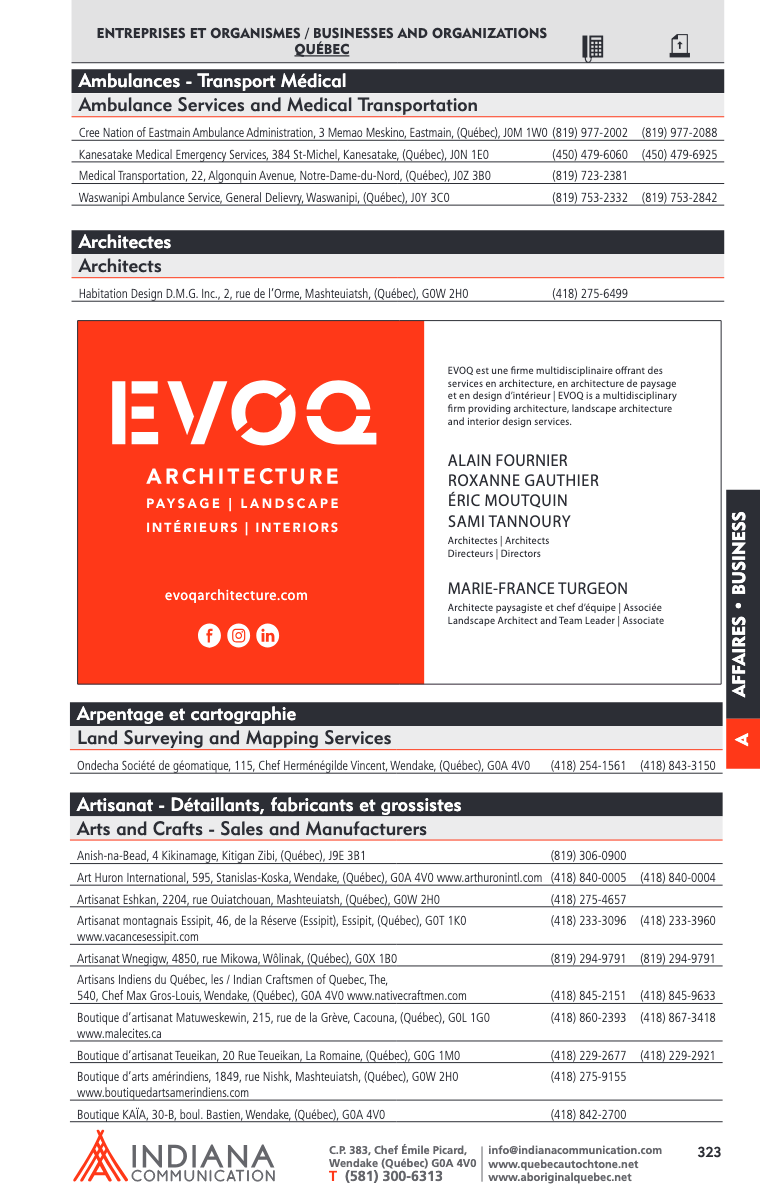 ENTREPRISES ET ORGANISMES / BUSINESSES AND ORGANIZATIONS
QUÉBEC
Ambulances - Transport Médical
Ambulance Services and Medical Transportation
Cree Nation of Eastmain Ambulance Administration, 3 Memao Meskino, Eastmain, (Québec), J0M 1W0 (819) 977-2002 (819) 977-2088
Kanesatake Medical Emergency Services, 384 St-Michel, Kanesatake, (Québec), J0N 1E0 (450) 479-6060 (450) 479-6925
Medical Transportation, 22, Algonquin Avenue, Notre-Dame-du-Nord, (Québec), J0Z 3B0 (819) 723-2381
Waswanipi Ambulance Service, General Delievry, Waswanipi, (Québec), J0Y 3C0 (819) 753-2332 (819) 753-2842
Architectes
Architects
Habitation Design D.M.G. Inc., 2, rue de l'Orme, Mashteuiatsh, (Québec), G0W 2H0 (418) 275-6499
EVOQ
ARCHITECTURE
PAYSAGE | LANDSCAPE
INTÉRIEURS | INTERIORS
evoqarchitecture.com
EVOQ est une firme multidisciplinaire offrant des
services en architecture, en architecture de paysage
et en design d'intérieur | EVOQ is a multidisciplinary
firm providing architecture, landscape architecture
and interior design services.
ALAIN FOURNIER
ROXANNE GAUTHIER
ÉRIC MOUTQUIN
SAMI TANNOURY
Architectes | Architects
Directeurs | Directors
MARIE-FRANCE TURGEON
Architecte paysagiste et chef d'équipe | Associée
Landscape Architect and Team Leader | Associate
AFFAIRES • BUSINESS
A
Arpentage et cartographie
Land Surveying and Mapping Services
Ondecha Société de géomatique, 115, Chef Herménégilde Vincent, Wendake, (Québec), G0A 4V0 (418) 254-1561 (418) 843-3150
Artisanat - Détaillants, fabricants et grossistes
Arts and Crafts - Sales and Manufacturers
Anish-na-Bead, 4 Kikinamage, Kitigan Zibi, (Québec), J9E 3B1 (819) 306-0900
Art Huron International, 595, Stanislas-Koska, Wendake, (Québec), G0A 4V0 www.arthuronintl.com (418) 840-0005 (418) 840-0004
Artisanat Eshkan, 2204, rue Ouiatchouan, Mashteuiatsh, (Québec), G0W 2H0 (418) 275-4657
Artisanat montagnais Essipit, 46, de la Réserve (Essipit), Essipit, (Québec), G0T 1K0 (418) 233-3096 (418) 233-3960
www.vacancesessipit.com
Artisanat Wnegigw, 4850, rue Mikowa, Wôlinak, (Québec), G0X 1B0 (819) 294-9791 (819) 294-9791
Artisans Indiens du Québec, les / Indian Craftsmen of Quebec, The,
540, Chef Max Gros-Louis, Wendake, (Québec), G0A 4V0 www.nativecraftmen.com (418) 845-2151 (418) 845-9633
Boutique d'artisanat Matuweskewin, 215, rue de la Grève, Cacouna, (Québec), G0L 1G0 (418) 860-2393 (418) 867-3418
www.malecites.ca
Boutique d'artisanat Teueikan, 20 Rue Teueikan, La Romaine, (Québec), G0G 1M0 (418) 229-2677 (418) 229-2921
Boutique d'arts amérindiens, 1849, rue Nishk, Mashteuiatsh, (Québec), G0W 2H0 (418) 275-9155
www.boutiquedartsamerindiens.com
Boutique KAÏA, 30-B, boul. Bastien, Wendake, (Québec), G0A 4V0 (418) 842-2700
INDIANA
COMMUNICATION
C.P. 383, Chef Émile Picard,
Wendake (Québec) G0A 4V0
T (581) 300-6313
info@indianacommunication.com
www.quebecautochtone.net
www.aboriginalquebec.net
323